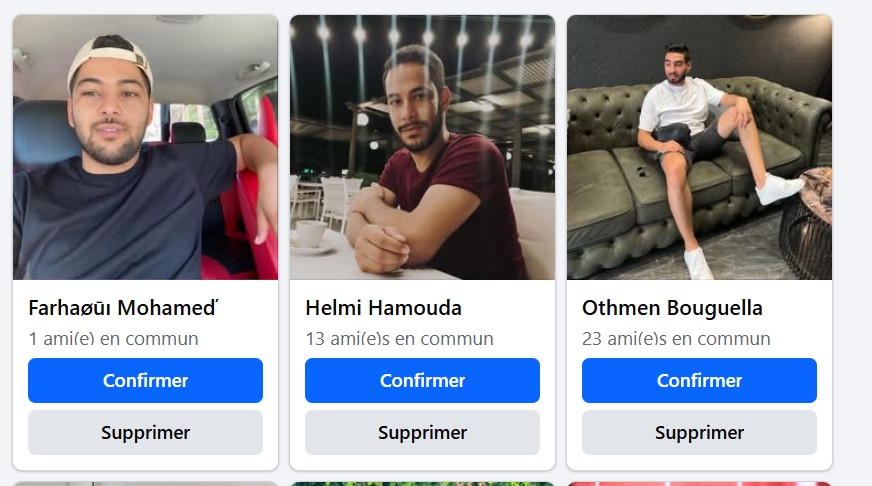 Farhaøūı Mohamed՛
1 ami(e) en commun
Confirmer
Supprimer
Helmi Hamouda
13 ami(e)s en commun
Confirmer
Supprimer
Othmen Bouguella
23 ami(e)s en commun
Confirmer
Supprimer